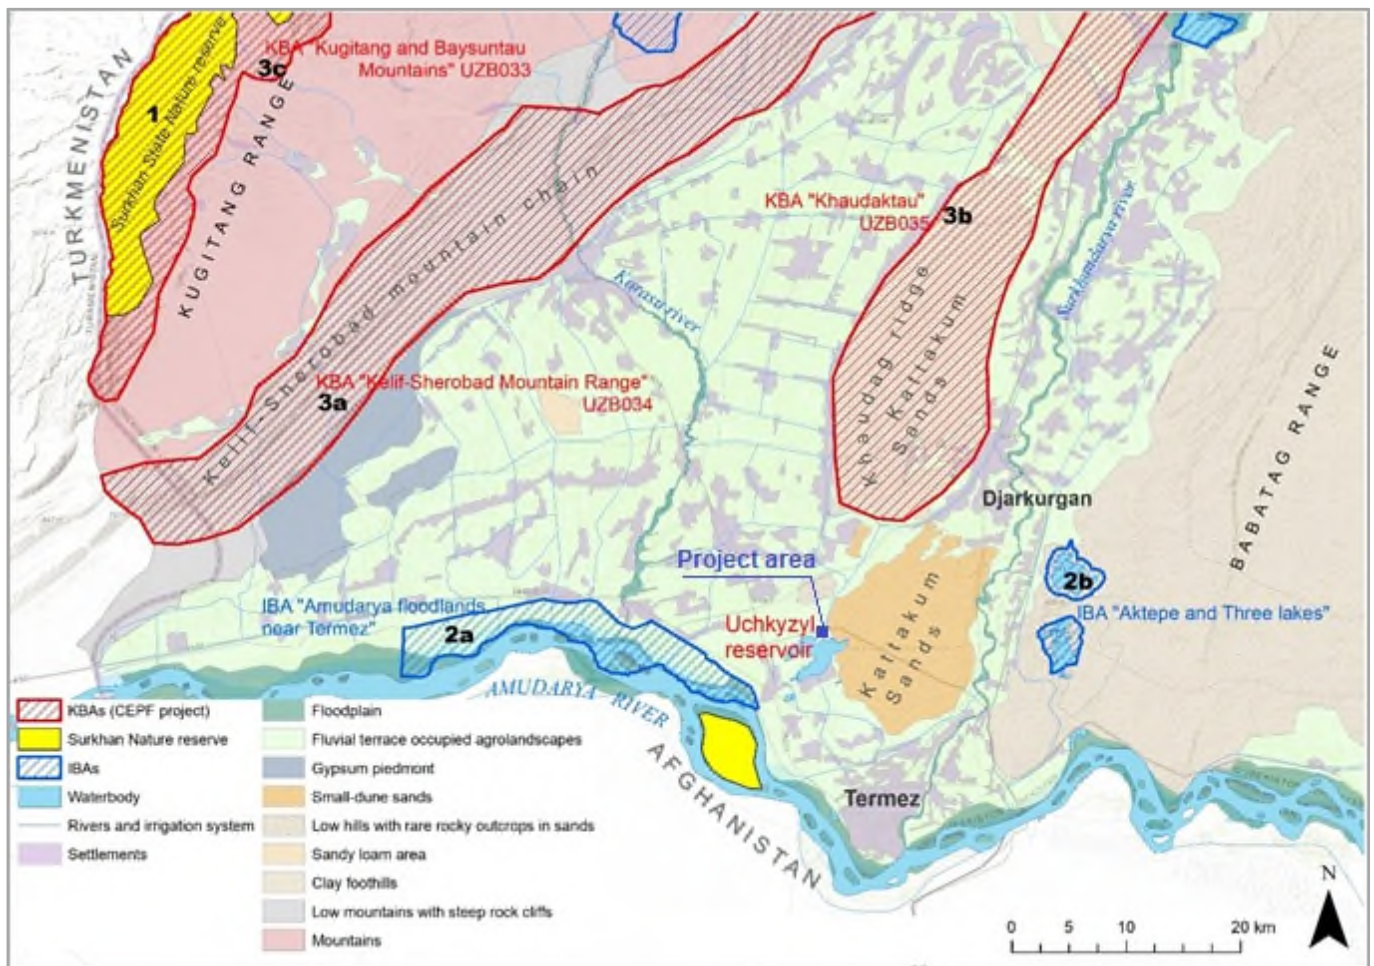 KBA "Kugitang and Baysuntau
Mountains" UZB033
3c
1
Surkhan State Nature reserve
TURKMENISTAN
KUGITANG RANGE
Kelif-Sherobad mountain chain
KBA "Khaudaktau"
UZB035
3b
Surkhandarya river
Karasu river
Khaudag ridge
Kattakum
Sands
KBA "Kelif-Sherobad Mountain Range"
UZB034
3a
BABATAG RANGE
Djarkurgan
Project area
2b
IBA "Aktepe and Three lakes"
IBA "Amudarya floodlands
near Termez"
2a
Uchkyzyl
reservoir
Kattakum
Sands
AMUDARYA RIVER
AFGHANISTAN
Termez
KBAs (CEPF project)
Surkhan Nature reserve
IBAs
Waterbody
Rivers and irrigation system
Settlements
Floodplain
Fluvial terrace occupied agrolandscapes
Gypsum piedmont
Small-dune sands
Low hills with rare rocky outcrops in sands
Sandy loam area
Clay foothills
Low mountains with steep rock cliffs
Mountains
N
0 5 10 20 km